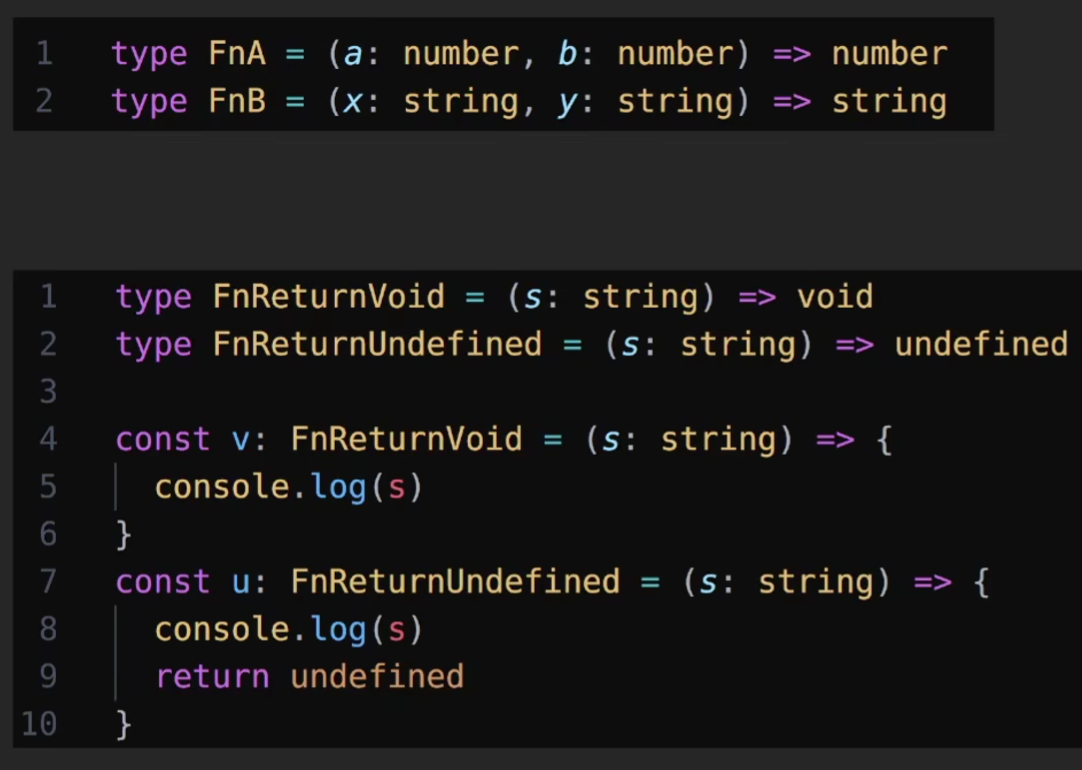 1 type FnA = (a: number, b: number) => number
2 type FnB = (x: string, y: string) => string
1 type FnReturnVoid = (s: string) => void
2 type FnReturnUndefined = (s: string) => undefined
3
4 const v: FnReturnVoid = (s: string) => {
5 console.log(s)
6 }
7 const u: FnReturnUndefined = (s: string) => {
8 console.log(s)
9 return undefined
10 }